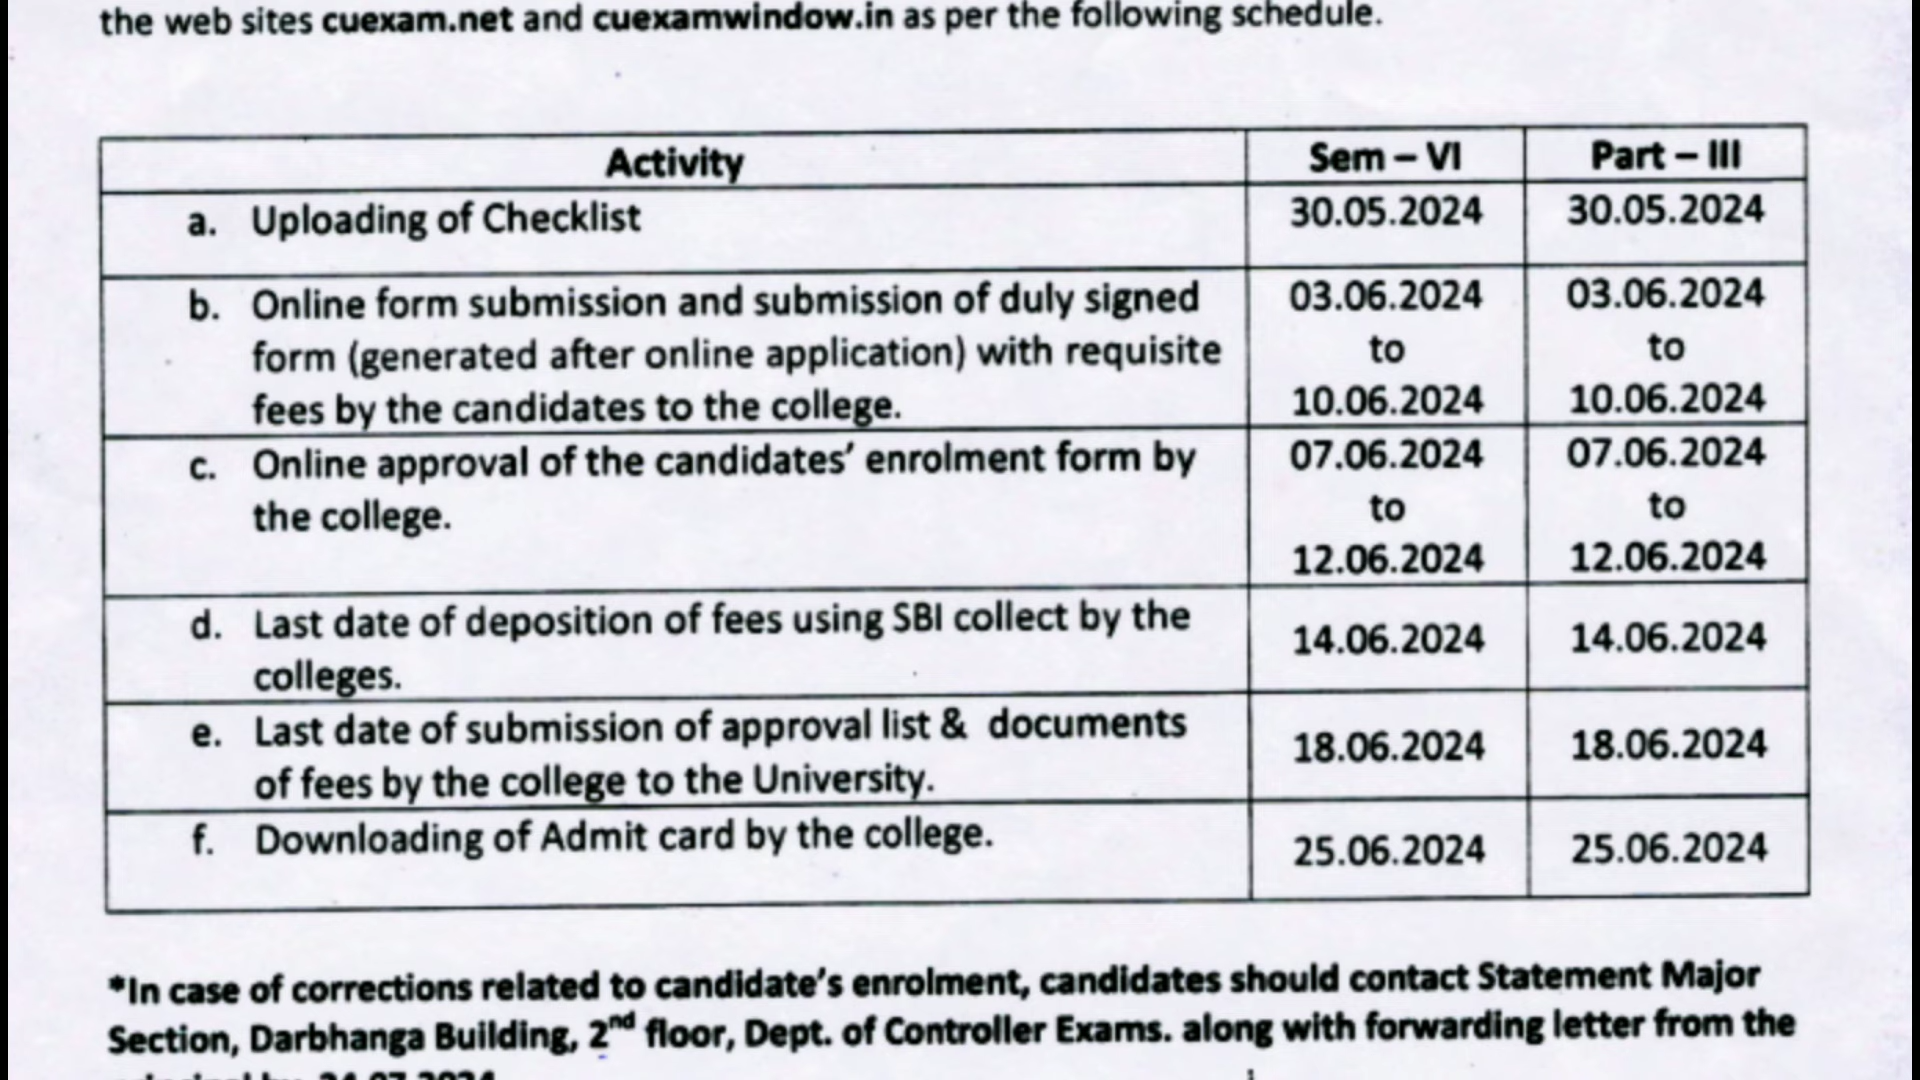 the web sites cuexam.net and cuexamwindow.in as per the following schedule.
Activity Sem – VI Part – III
a. Uploading of Checklist 30.05.2024 30.05.2024
b. Online form submission and submission of duly signed 03.06.2024 03.06.2024
form (generated after online application) with requisite to to
fees by the candidates to the college. 10.06.2024 10.06.2024
c. Online approval of the candidates' enrolment form by 07.06.2024 07.06.2024
the college. to to
12.06.2024 12.06.2024
d. Last date of deposition of fees using SBI collect by the
colleges. 14.06.2024 14.06.2024
e. Last date of submission of approval list & documents
of fees by the college to the University. 18.06.2024 18.06.2024
f. Downloading of Admit card by the college. 25.06.2024 25.06.2024
*In case of corrections related to candidate's enrolment, candidates should contact Statement Major
Section, Darbhanga Building, 2nd floor, Dept. of Controller Exams. along with forwarding letter from the